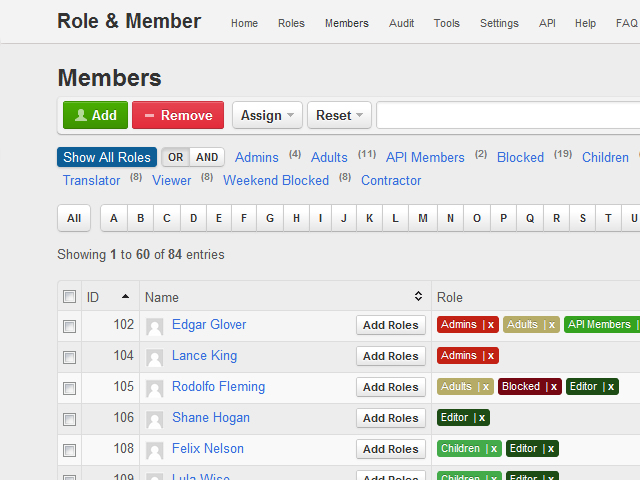 Role & Member Home Roles Members Audit Tools Settings API Help FAQ
Members
Add Remove Assign Reset
Show All Roles OR AND Admins (4) Adults (11) API Members (2) Blocked (19) Children
Translator (8) Viewer (8) Weekend Blocked (8) Contractor
All A B C D E F G H I J K L M N O P Q R S T U
Showing 1 to 60 of 84 entries
ID Name Role
102 Edgar Glover Add Roles Admins | x Adults | x API Members |
104 Lance King Add Roles Admins | x
105 Rodolfo Fleming Add Roles Adults | x Blocked | x Editor | x
106 Shane Hogan Add Roles Editor | x
108 Felix Nelson Add Roles Children | x Editor | x
109 Lula Wise Add Roles Children | x Editor | x